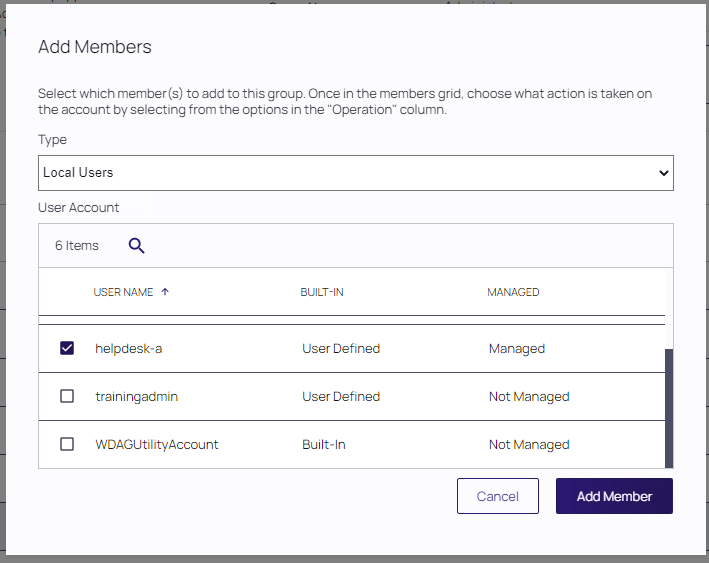 Add Members
Select which member(s) to add to this group. Once in the members grid, choose what action is taken on
the account by selecting from the options in the "Operation" column.
Type
Local Users
User Account
6 Items
USER NAME ↑ BUILT-IN MANAGED
helpdesk-a User Defined Managed
trainingadmin User Defined Not Managed
WDAGUtilityAccount Built-In Not Managed
Cancel Add Member